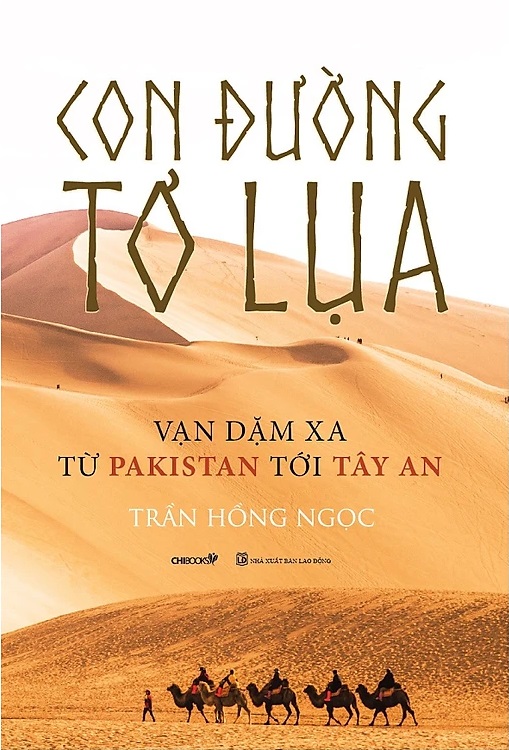 CON ĐƯỜNG
TƠ LỤA
VẠN DẶM XA
TỪ PAKISTAN TỚI TÂY AN
TRẦN HỒNG NGỌC
CHIBOOKS
LĐ NHÀ XUẤT BẢN LAO ĐỘNG